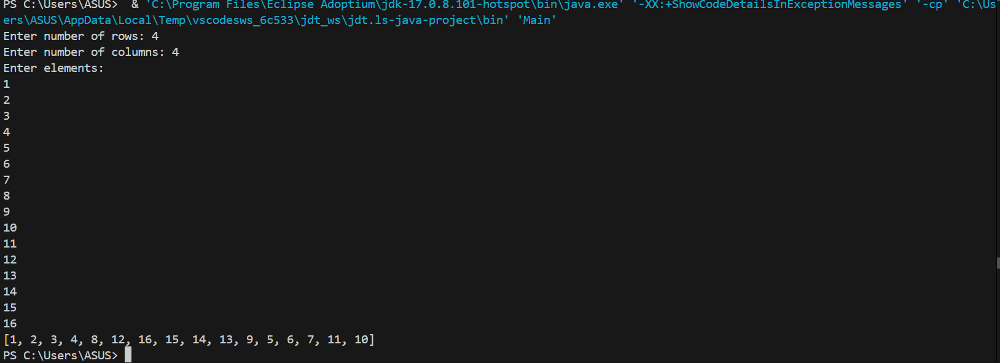 PS C:\Users\ASUS>  & 'C:\Program Files\Eclipse Adoptium\jdk-17.0.8.101-hotspot\bin\java.exe' '-XX:+ShowCodeDetailsInExceptionMessages' '-cp' 'C:\Us
ers\ASUS\AppData\Local\Temp\vscodesws_6c533\jdt_ws\jdt.ls-java-project\bin' 'Main'
Enter number of rows: 4
Enter number of columns: 4
Enter elements:
1
2
3
4
5
6
7
8
9
10
11
12
13
14
15
16
[1, 2, 3, 4, 8, 12, 16, 15, 14, 13, 9, 5, 6, 7, 11, 10]
PS C:\Users\ASUS>